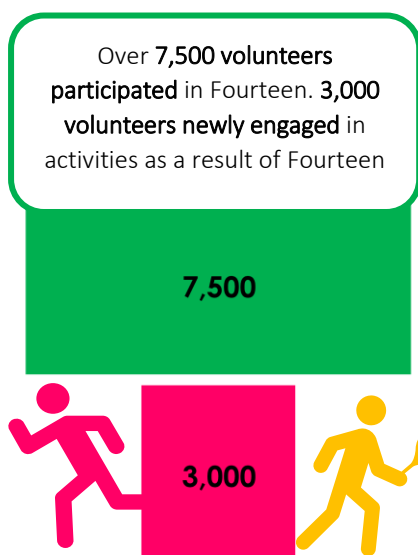 Over 7,500 volunteers
participated in Fourteen. 3,000
volunteers newly engaged in
activities as a result of Fourteen
7,500
3,000